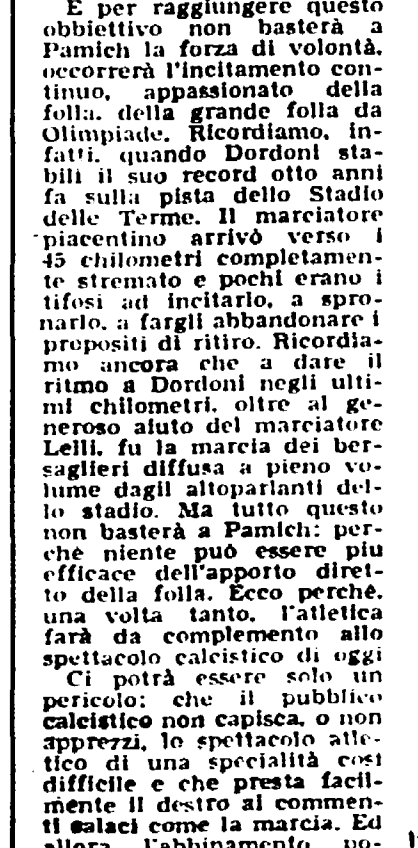 E per raggiungere questo
obbiettivo non basterà a
Pamich la forza di volontà,
occorrerà l'incitamento con-
tinuo, appassionato della
folla, della grande folla da
Olimpiade. Ricordiamo, in-
fatti, quando Dordoni sta-
bilì il suo record otto anni
fa sulla pista dello Stadio
delle Terme. Il marciatore
piacentino arrivò verso i
45 chilometri completamen-
te stremato e pochi erano i
tifosi ad incitarlo, a spro-
narlo, a fargli abbandonare i
propositi di ritiro. Ricordia-
mo ancora che a dare il
ritmo a Dordoni negli ulti-
mi chilometri, oltre al ge-
neroso aiuto del marciatore
Lelli, fu la marcia dei ber-
saglieri diffusa a pieno vo-
lume dagli altoparlanti del-
lo stadio. Ma tutto questo
non basterà a Pamich: per-
chè niente può essere più
efficace dell'apporto diret-
to della folla. Ecco perchè,
una volta tanto, l'atletica
farà da complemento allo
spettacolo calcistico di oggi
Ci potrà essere solo un
pericolo: che il pubblico
calcistico non capisca, o non
apprezzi, lo spettacolo atle-
tico di una specialità così
difficile e che presta facil-
mente il destro ai commen-
ti salaci come la marcia. Ed
allora l'abbinamento po-